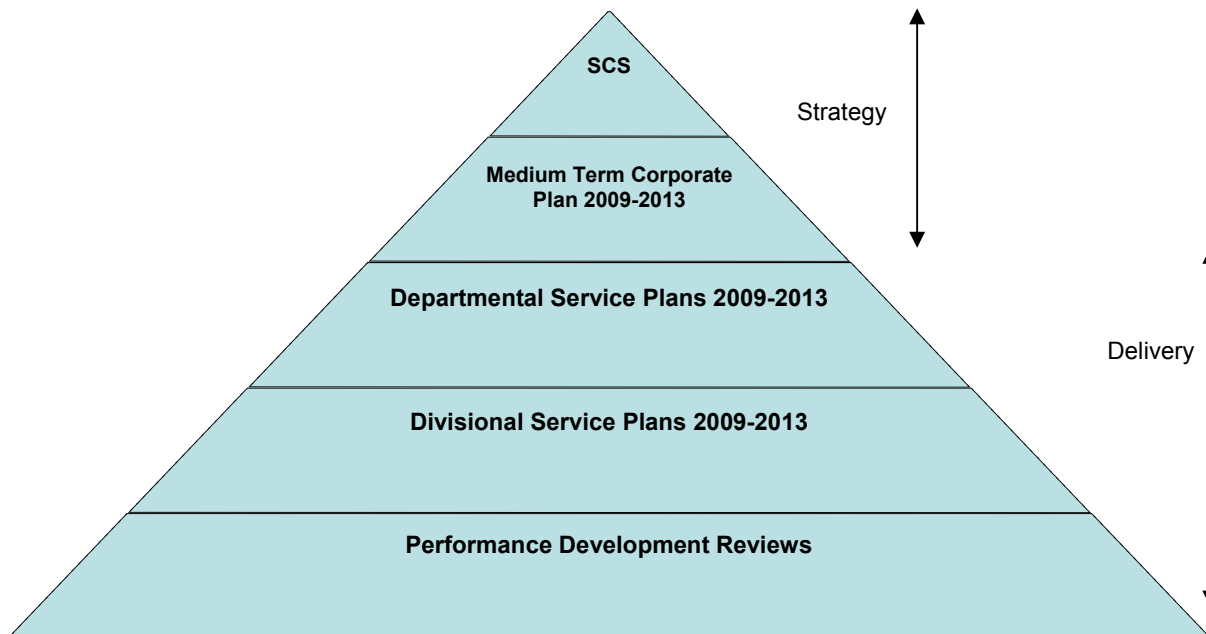 SCS
Strategy
Medium Term Corporate
Plan 2009-2013
Departmental Service Plans 2009-2013
Delivery
Divisional Service Plans 2009-2013
Performance Development Reviews